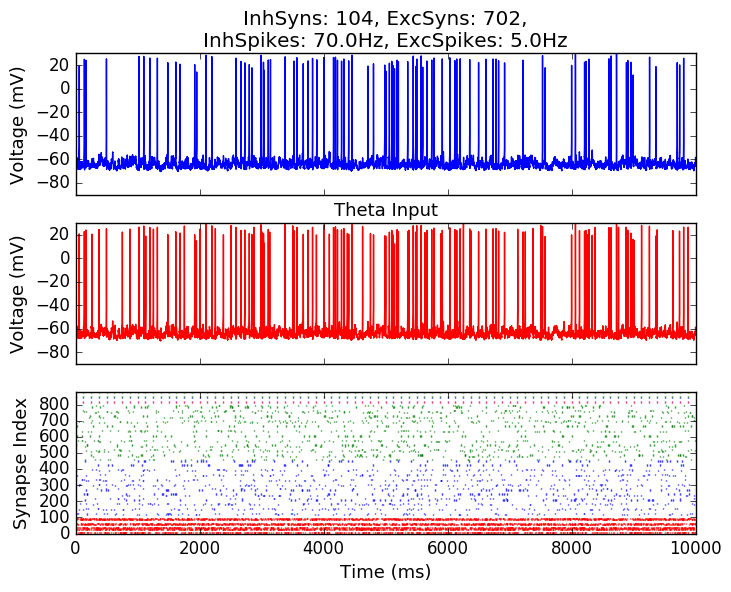 InhSyns: 104, ExcSyns: 702,
InhSpikes: 70.0Hz, ExcSpikes: 5.0Hz
Voltage (mV)
20
0
−20
−40
−60
−80
Theta Input
Voltage (mV)
20
0
−20
−40
−60
−80
Synapse Index
800
700
600
500
400
300
200
100
0
0 2000 4000 6000 8000 10000
Time (ms)